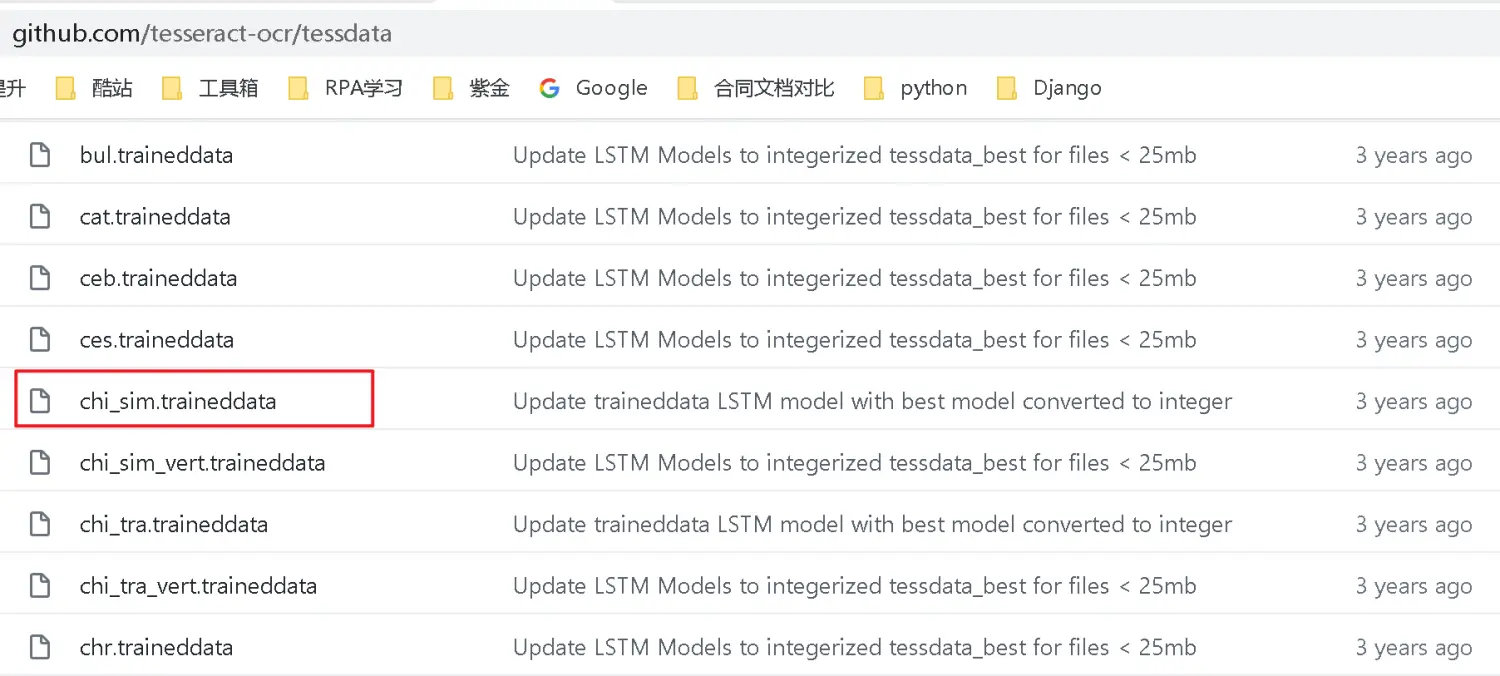 github.com/tesseract-ocr/tessdata
提升 酷站 工具箱 RPA学习 紫金 Google 合同文档对比 python Django
bul.traineddata Update LSTM Models to integerized tessdata_best for files < 25mb 3 years ago
cat.traineddata Update LSTM Models to integerized tessdata_best for files < 25mb 3 years ago
ceb.traineddata Update LSTM Models to integerized tessdata_best for files < 25mb 3 years ago
ces.traineddata Update LSTM Models to integerized tessdata_best for files < 25mb 3 years ago
chi_sim.traineddata Update traineddata LSTM model with best model converted to integer 3 years ago
chi_sim_vert.traineddata Update LSTM Models to integerized tessdata_best for files < 25mb 3 years ago
chi_tra.traineddata Update traineddata LSTM model with best model converted to integer 3 years ago
chi_tra_vert.traineddata Update LSTM Models to integerized tessdata_best for files < 25mb 3 years ago
chr.traineddata Update LSTM Models to integerized tessdata_best for files < 25mb 3 years ago